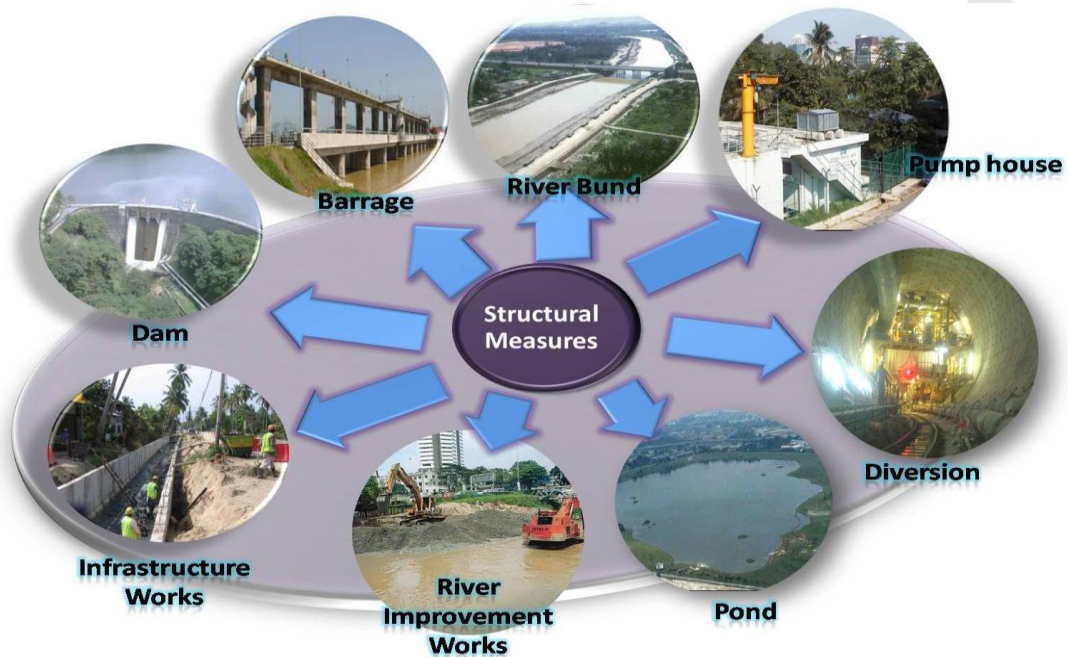 Barrage
River Bund
Pump house
Dam
Structural
Measures
Diversion
Infrastructure
Works
River
Improvement
Works
Pond